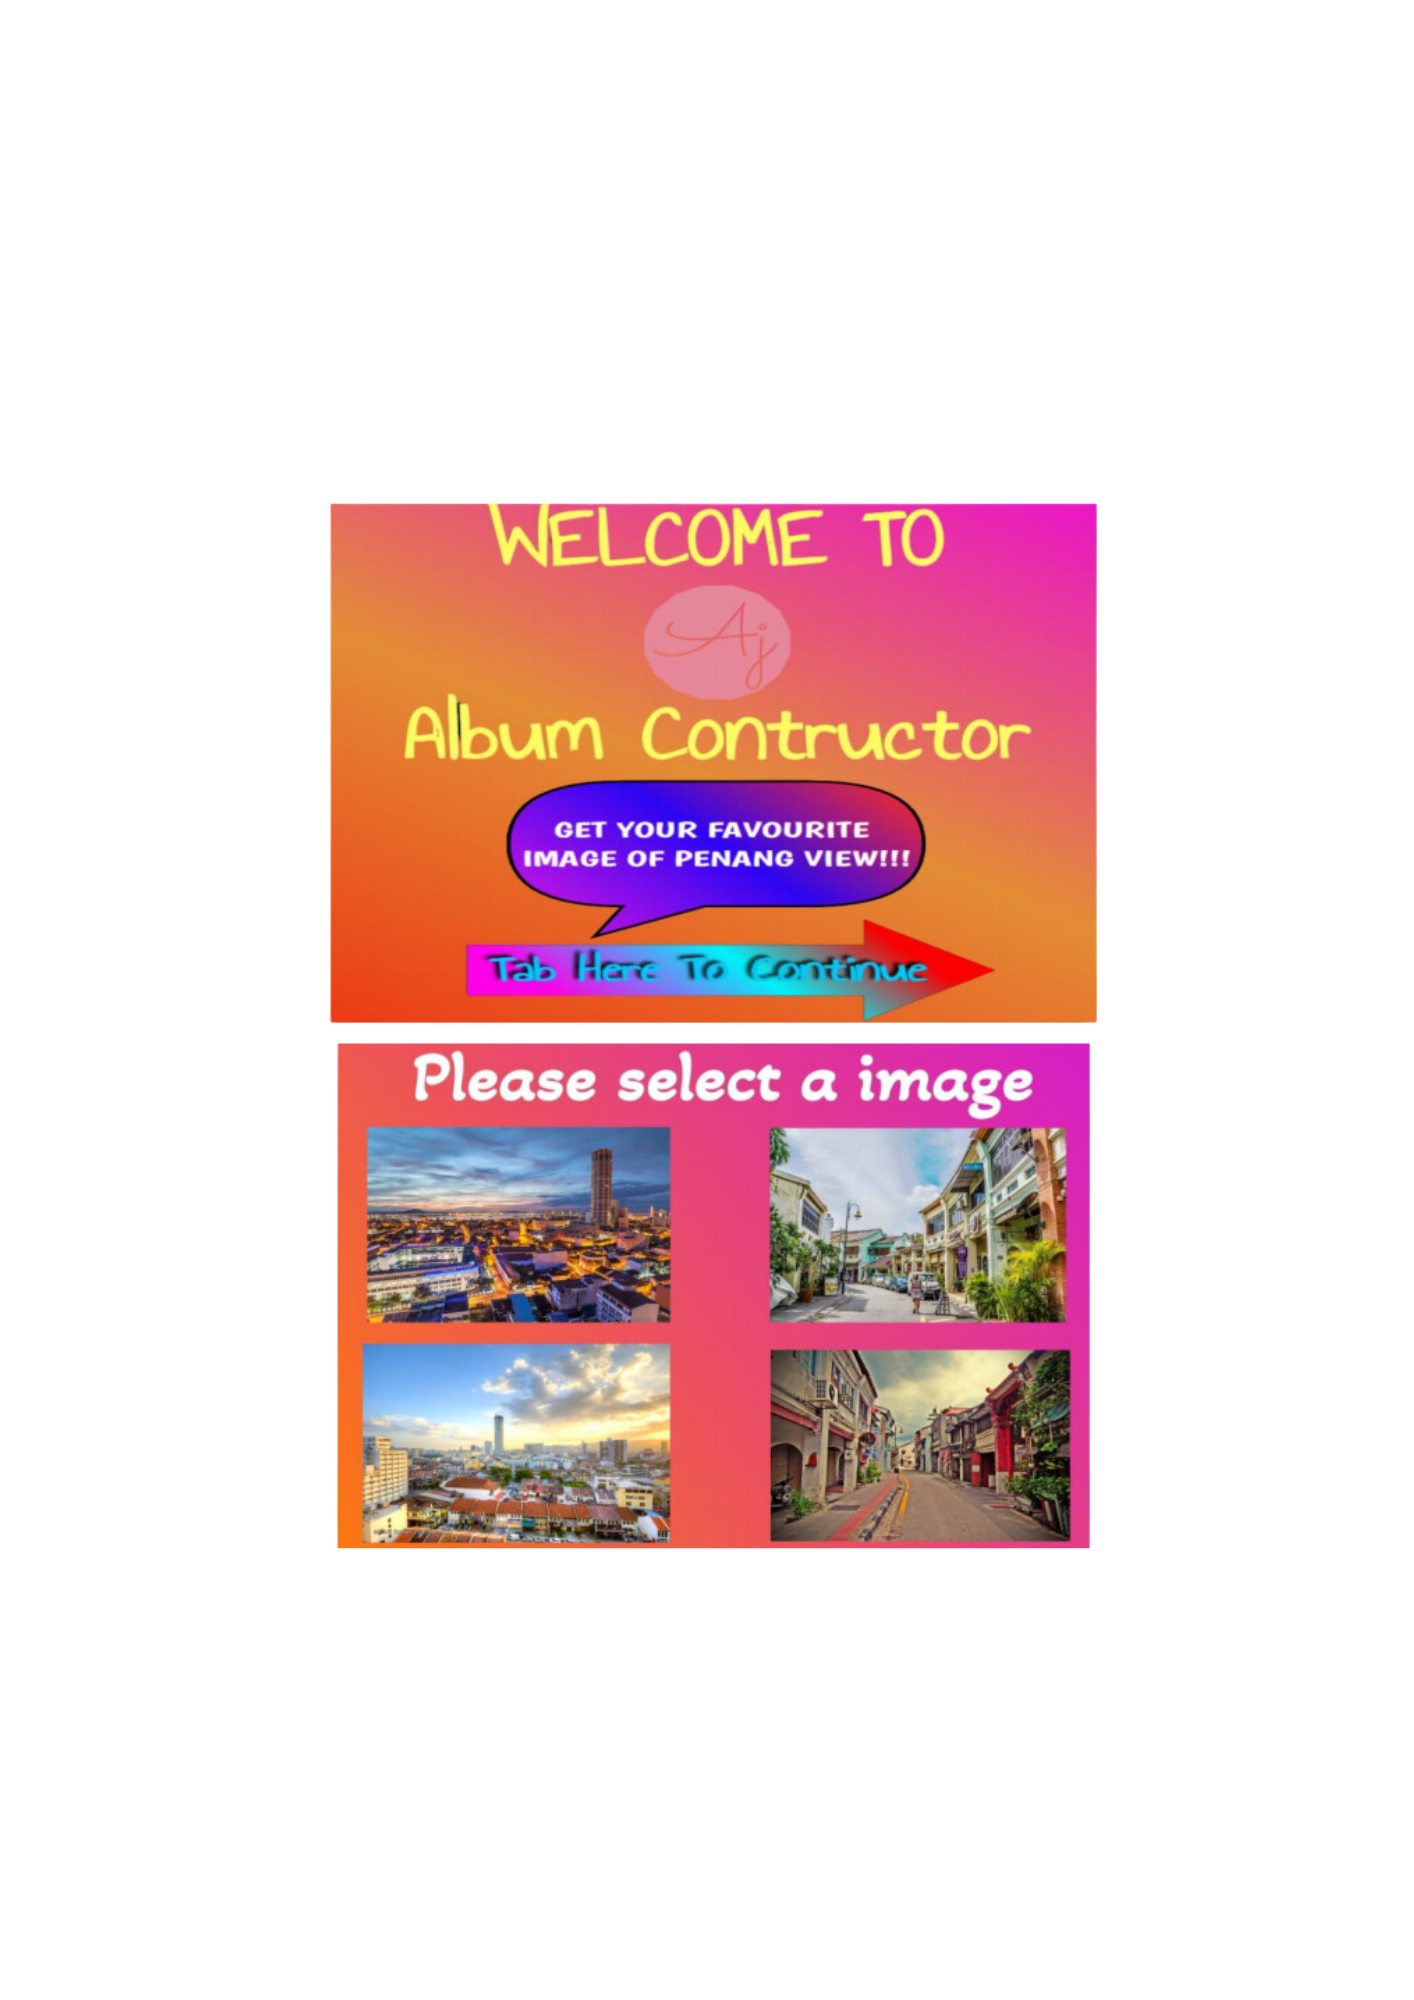 WELCOME TO
Aj
Album Contructor
GET YOUR FAVOURITE
IMAGE OF PENANG VIEW!!!
Tab Here To Continue
Please select a image